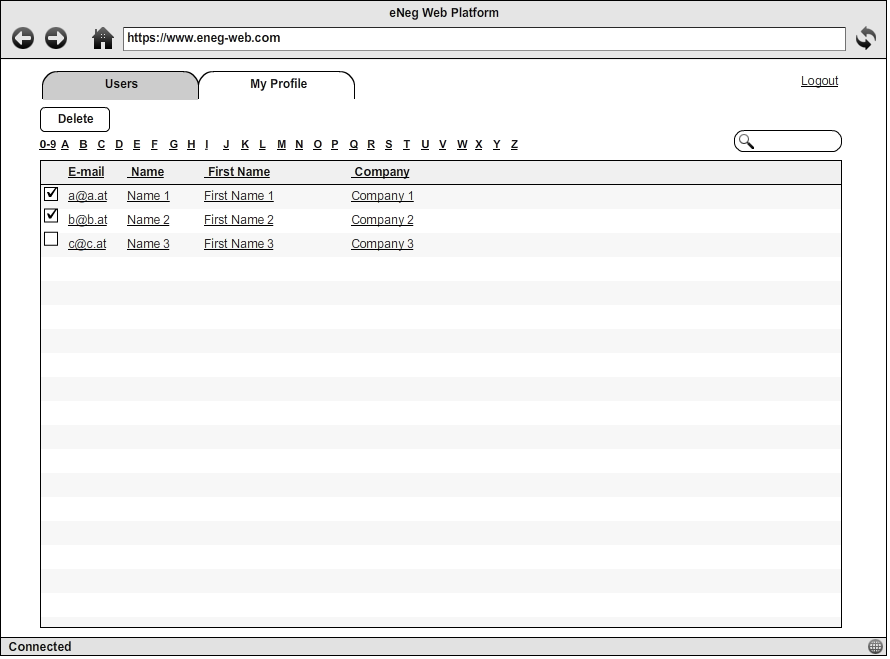 eNeg Web Platform
https://www.eneg-web.com
Users My Profile Logout
Delete
0-9 A B C D E F G H I J K L M N O P Q R S T U V W X Y Z
E-mail Name First Name Company
a@a.at Name 1 First Name 1 Company 1
b@b.at Name 2 First Name 2 Company 2
c@c.at Name 3 First Name 3 Company 3
Connected